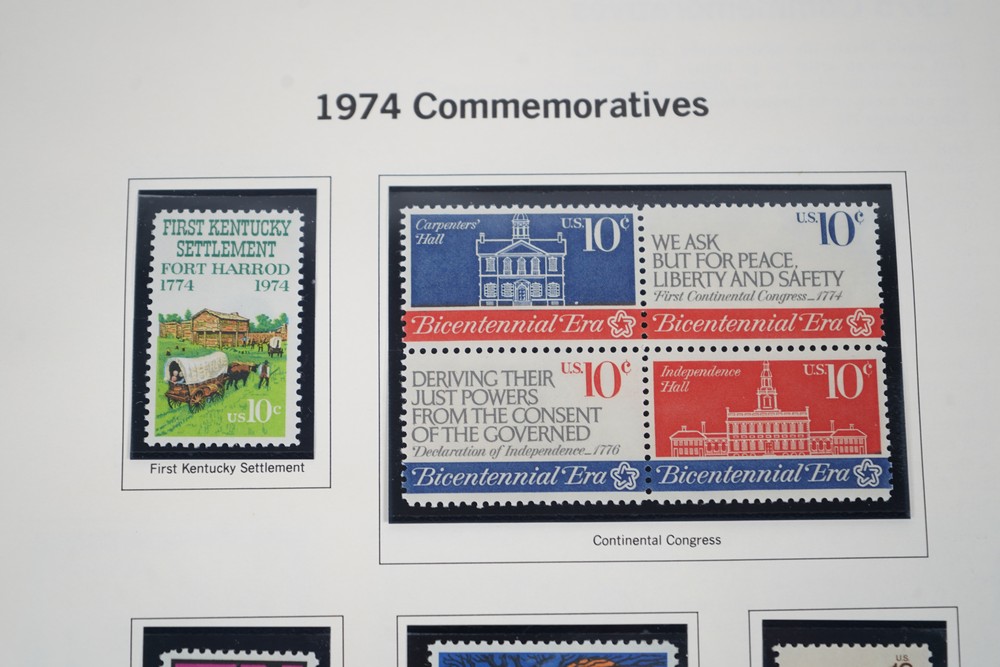 1974 Commemoratives
FIRST KENTUCKY
SETTLEMENT
FORT HARROD
1774 1974
US 10c
First Kentucky Settlement
Carpenters'
Hall
U.S. 10c
Bicentennial Era
U.S. 10c
WE ASK
BUT FOR PEACE,
LIBERTY AND SAFETY
First Continental Congress–1774
Bicentennial Era
U.S. 10c
DERIVING THEIR
JUST POWERS
FROM THE CONSENT
OF THE GOVERNED
Declaration of Independence–1776
Bicentennial Era
Independence
Hall
U.S. 10c
Bicentennial Era
Continental Congress
U.S.